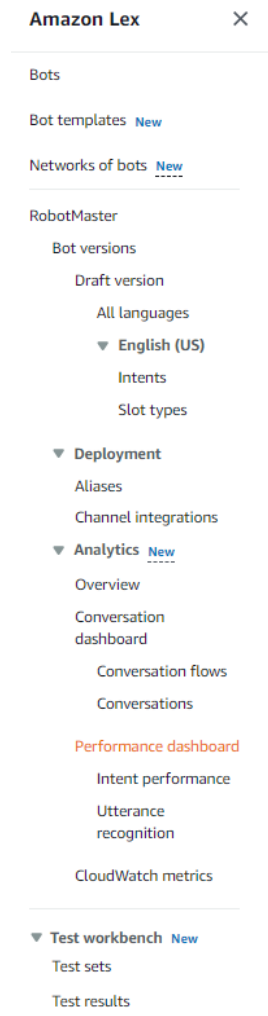 Amazon Lex
Bots
Bot templates New
Networks of bots New
RobotMaster
Bot versions
Draft version
All languages
English (US)
Intents
Slot types
Deployment
Aliases
Channel integrations
Analytics New
Overview
Conversation
dashboard
Conversation flows
Conversations
Performance dashboard
Intent performance
Utterance
recognition
CloudWatch metrics
Test workbench New
Test sets
Test results